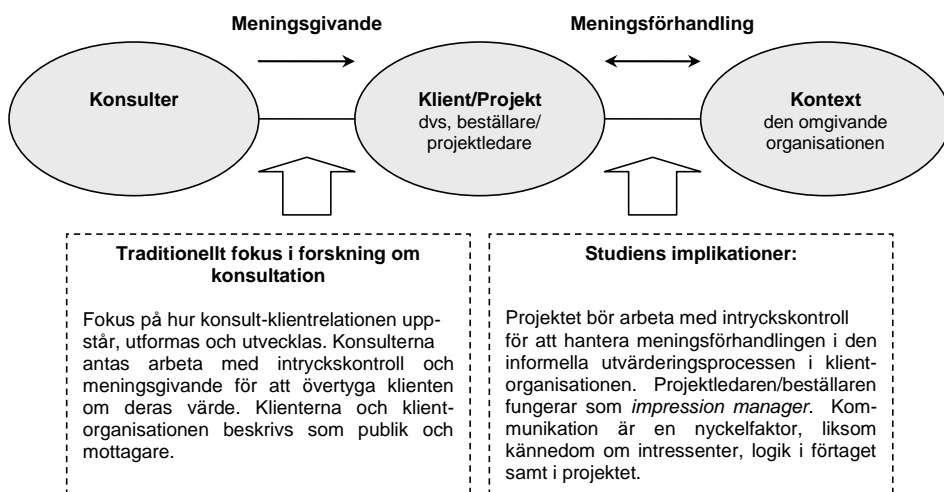 Meningsgivande
Meningsförhandling
Konsulter
Klient/Projekt
dvs, beställare/
projektledare
Kontext
den omgivande
organisationen
Traditionellt fokus i forskning om
konsultation
Fokus på hur konsult-klientrelationen upp-
står, utformas och utvecklas. Konsulterna
antas arbeta med intryckskontroll och
meningsgivande för att övertyga klienten
om deras värde. Klienterna och klient-
organisationen beskrivs som publik och
mottagare.
Studiens implikationer:
Projektet bör arbeta med intryckskontroll
för att hantera meningsförhandlingen i den
informella utvärderingsprocessen i klient-
organisationen. Projektledaren/beställaren
fungerar som impression manager. Kom-
munikation är en nyckelfaktor, liksom
kännedom om intressenter, logik i förtaget
samt i projektet.